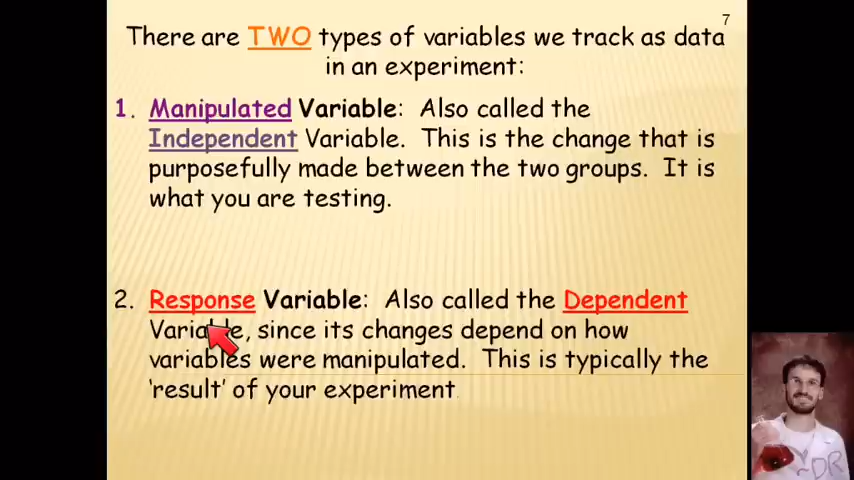 7
There are TWO types of variables we track as data
in an experiment:
1. Manipulated Variable: Also called the
Independent Variable. This is the change that is
purposefully made between the two groups. It is
what you are testing.
2. Response Variable: Also called the Dependent
Variable, since its changes depend on how
variables were manipulated. This is typically the
'result' of your experiment.
DR